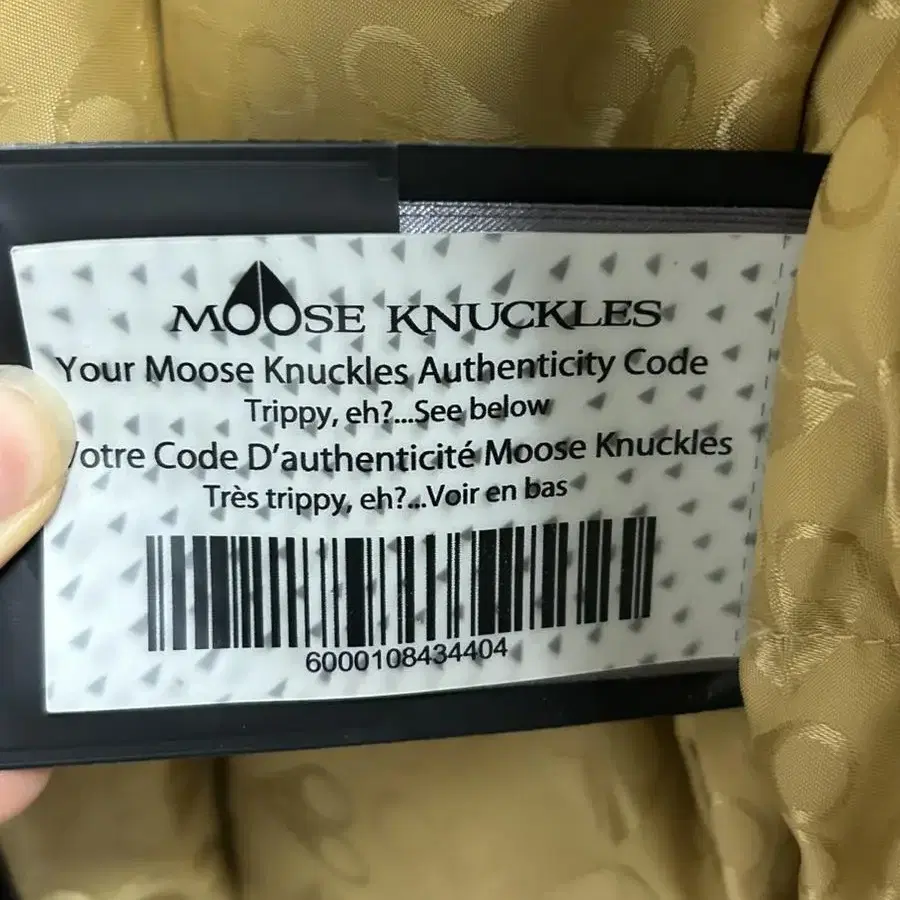 MOOSE KNUCKLES
Your Moose Knuckles Authenticity Code
Trippy, eh?...See below
Votre Code D'authenticité Moose Knuckles
Très trippy, eh?...Voir en bas
6000108434404